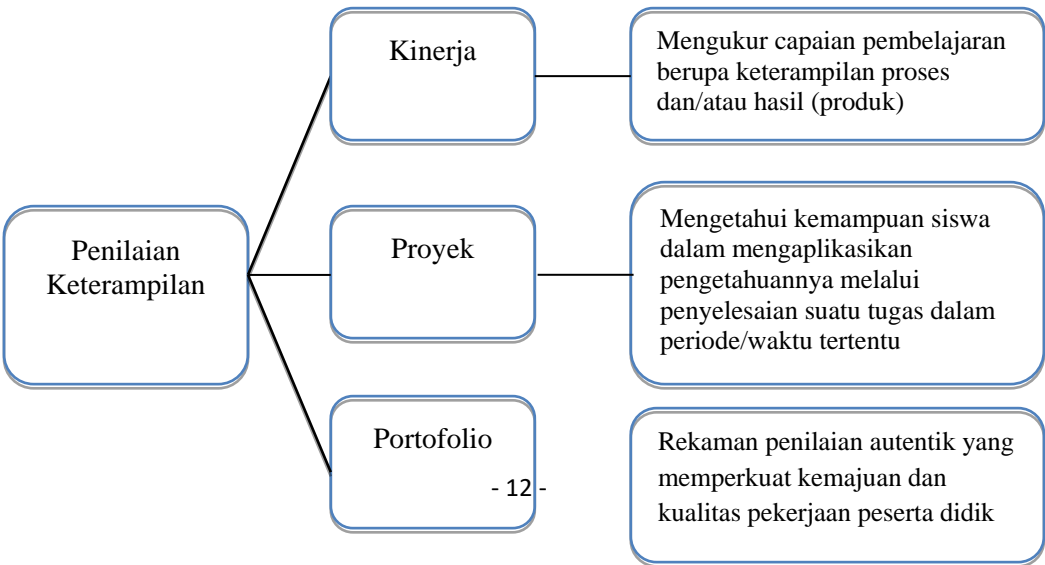 Kinerja
Mengukur capaian pembelajaran
berupa keterampilan proses
dan/atau hasil (produk)
Penilaian
Keterampilan
Proyek
Mengetahui kemampuan siswa
dalam mengaplikasikan
pengetahuannya melalui
penyelesaian suatu tugas dalam
periode/waktu tertentu
Portofolio
Rekaman penilaian autentik yang
memperkuat kemajuan dan
kualitas pekerjaan peserta didik
- 12 -